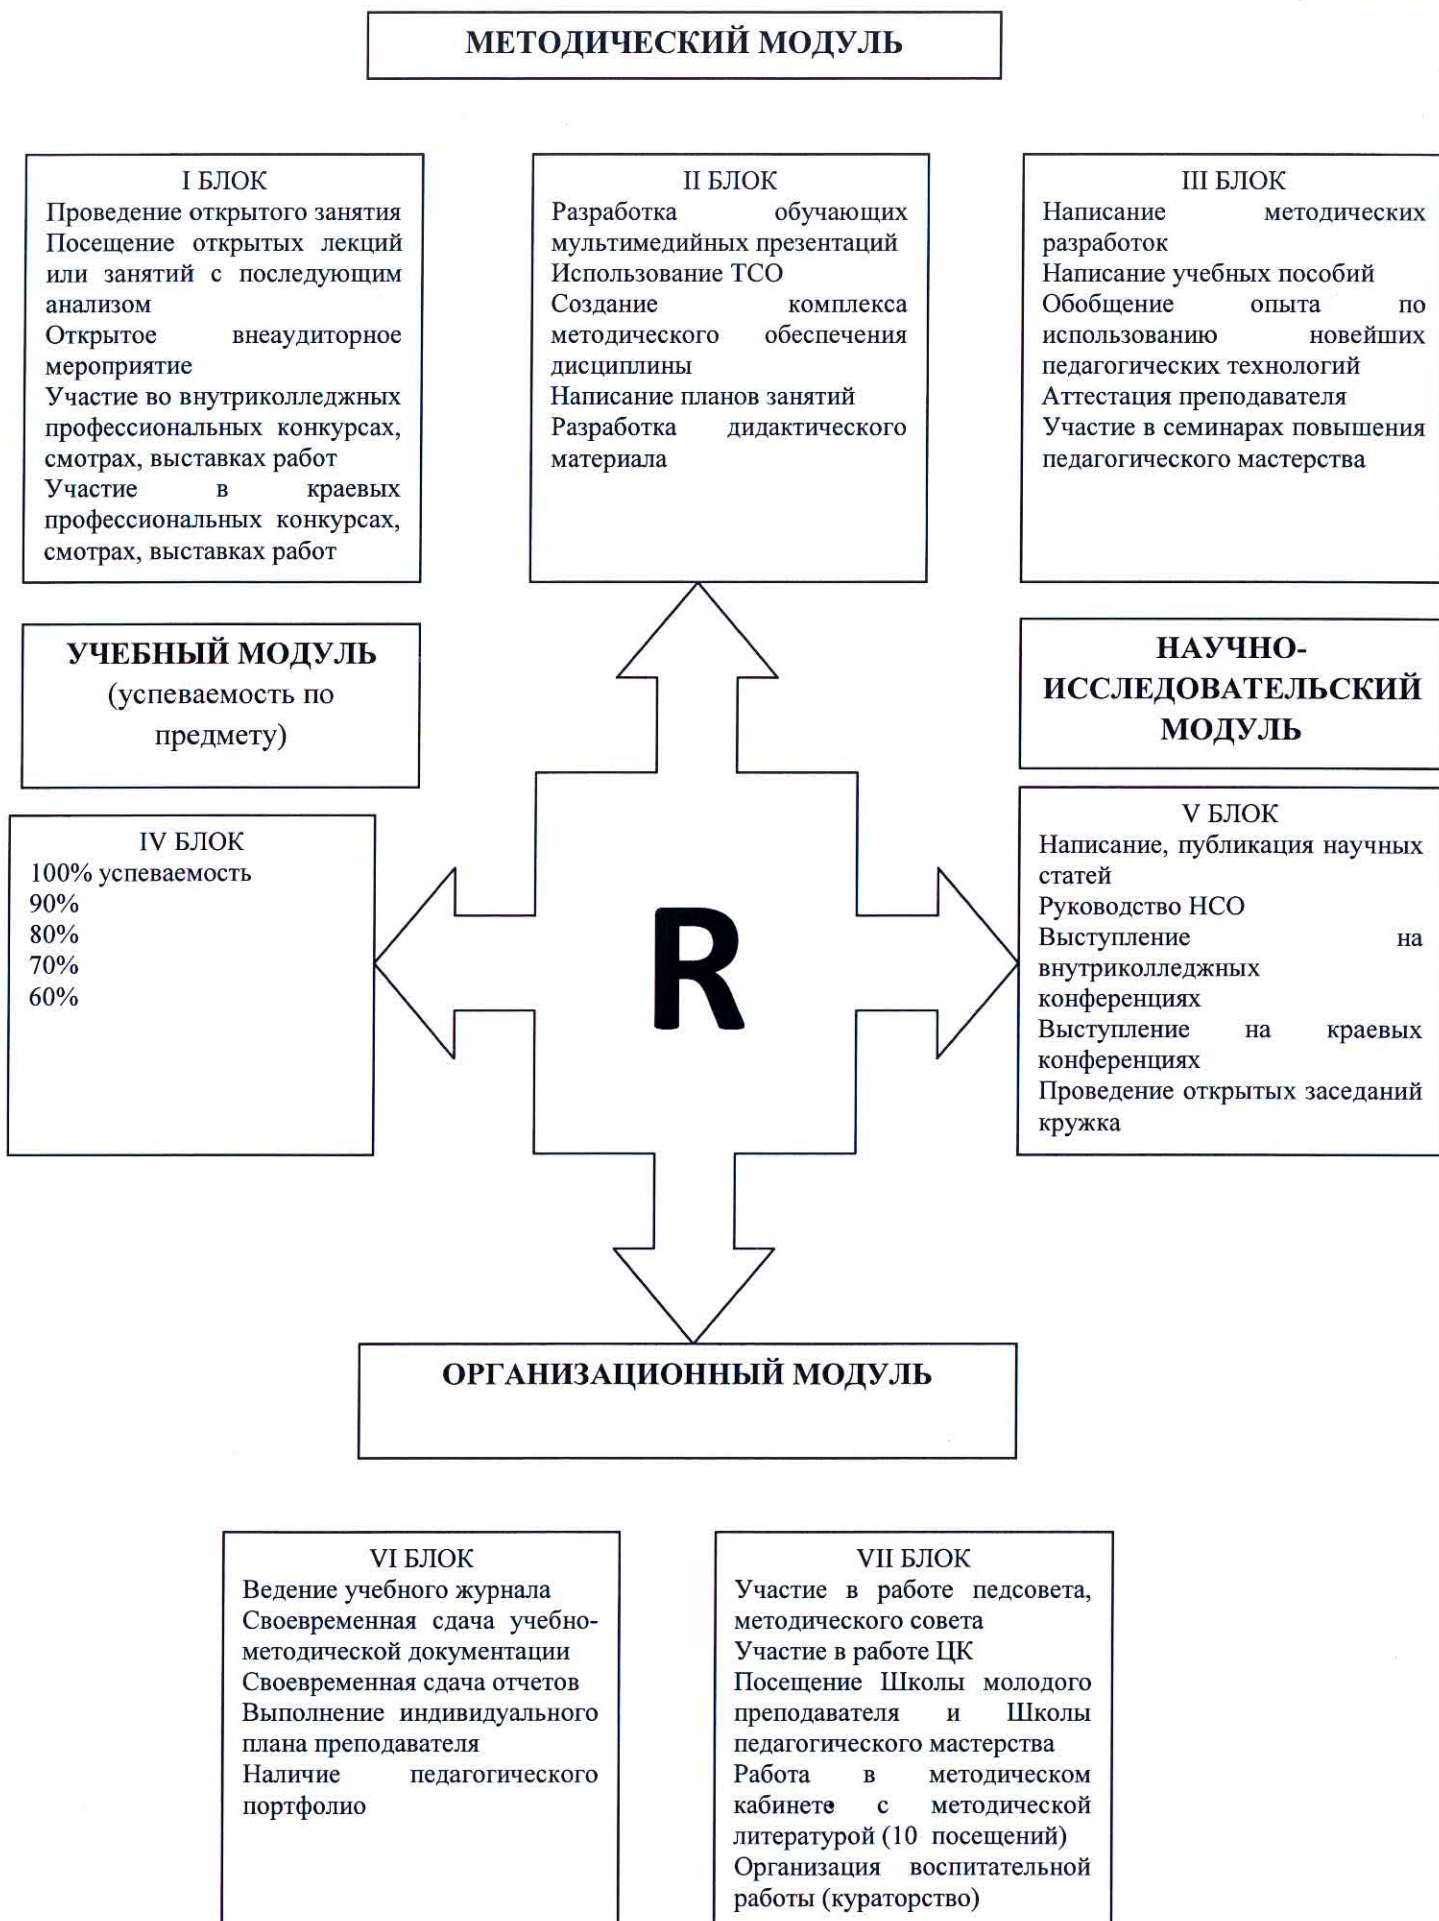 МЕТОДИЧЕСКИЙ МОДУЛЬ
I БЛОК
Проведение открытого занятия
Посещение открытых лекций
или занятий с последующим
анализом
Открытое внеаудиторное
мероприятие
Участие во внутриколледжных
профессиональных конкурсах,
смотрах, выставках работ
Участие в краевых
профессиональных конкурсах,
смотрах, выставках работ
II БЛОК
Разработка обучающих
мультимедийных презентаций
Использование ТСО
Создание комплекса
методического обеспечения
дисциплины
Написание планов занятий
Разработка дидактического
материала
III БЛОК
Написание методических
разработок
Написание учебных пособий
Обобщение опыта по
использованию новейших
педагогических технологий
Аттестация преподавателя
Участие в семинарах повышения
педагогического мастерства
УЧЕБНЫЙ МОДУЛЬ
(успеваемость по
предмету)
НАУЧНО-
ИССЛЕДОВАТЕЛЬСКИЙ
МОДУЛЬ
IV БЛОК
100% успеваемость
90%
80%
70%
60%
R
V БЛОК
Написание, публикация научных
статей
Руководство НСО
Выступление на
внутриколледжных
конференциях
Выступление на краевых
конференциях
Проведение открытых заседаний
кружка
ОРГАНИЗАЦИОННЫЙ МОДУЛЬ
VI БЛОК
Ведение учебного журнала
Своевременная сдача учебно-
методической документации
Своевременная сдача отчетов
Выполнение индивидуального
плана преподавателя
Наличие педагогического
портфолио
VII БЛОК
Участие в работе педсовета,
методического совета
Участие в работе ЦК
Посещение Школы молодого
преподавателя и Школы
педагогического мастерства
Работа в методическом
кабинете с методической
литературой (10 посещений)
Организация воспитательной
работы (кураторство)